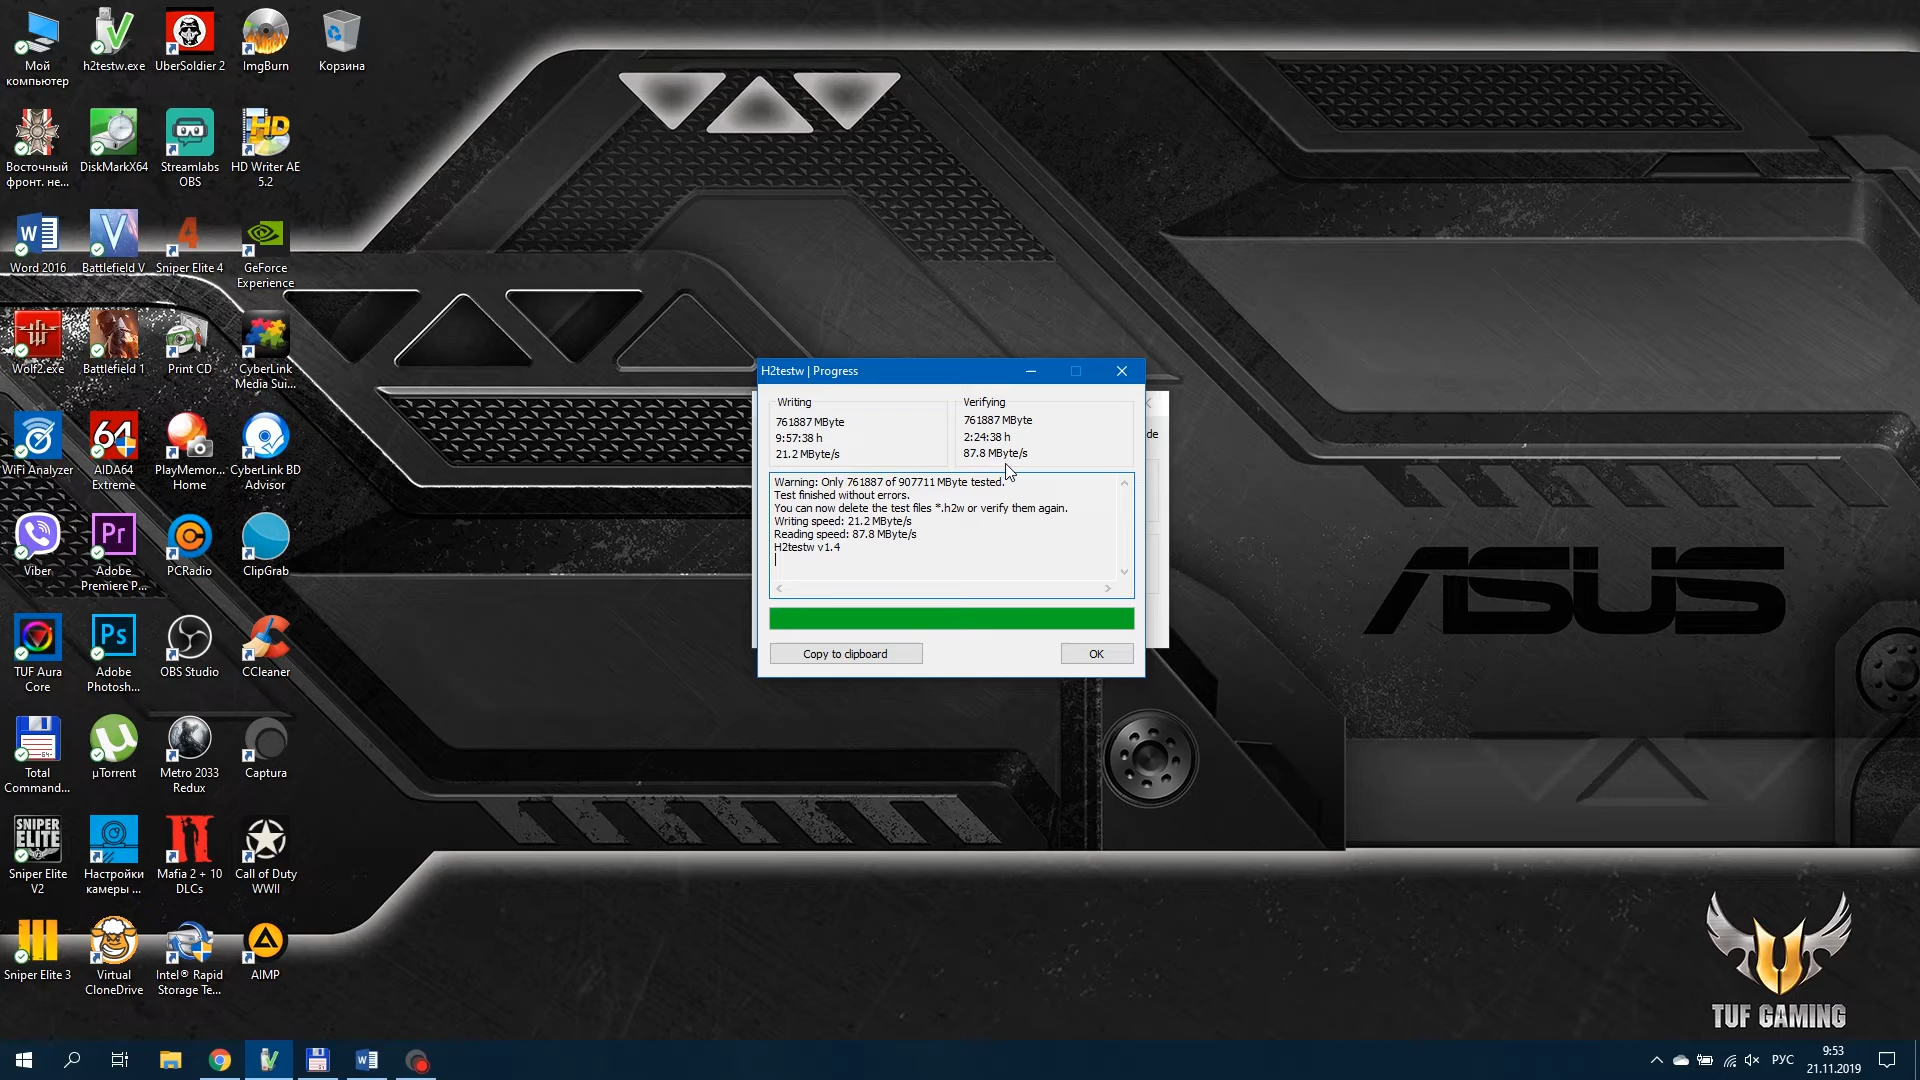 Мой
компьютер
h2testw.exe
UberSoldier 2
ImgBurn
Корзина
Восточный
фронт. не...
DiskMarkX64
Streamlabs
OBS
HD Writer AE
5.2
Word 2016
Battlefield V
Sniper Elite 4
GeForce
Experience
Wolf2.exe
Battlefield 1
Print CD
CyberLink
Media Sui...
WiFi Analyzer
AIDA64
Extreme
PlayMemor...
Home
CyberLink BD
Advisor
Viber
Adobe
Premiere P...
PCRadio
ClipGrab
TUF Aura
Core
Adobe
Photosh...
OBS Studio
CCleaner
Total
Command...
µTorrent
Metro 2033
Redux
Captura
Sniper Elite
V2
Настройки
камеры ...
Mafia 2 + 10
DLCs
Call of Duty
WWII
Sniper Elite 3
Virtual
CloneDrive
Intel® Rapid
Storage Te...
AIMP
H2testw | Progress
Writing
761887 MByte
9:57:38 h
21.2 MByte/s
Verifying
761887 MByte
2:24:38 h
87.8 MByte/s
de
Warning: Only 761887 of 907711 MByte tested.
Test finished without errors.
You can now delete the test files *.h2w or verify them again.
Writing speed: 21.2 MByte/s
Reading speed: 87.8 MByte/s
H2testw v1.4
Copy to clipboard
OK
ASUS
TUF GAMING
РУС
9:53
21.11.2019
HD
W
V
4
64
Pr
Ps
SNIPER
ELITE